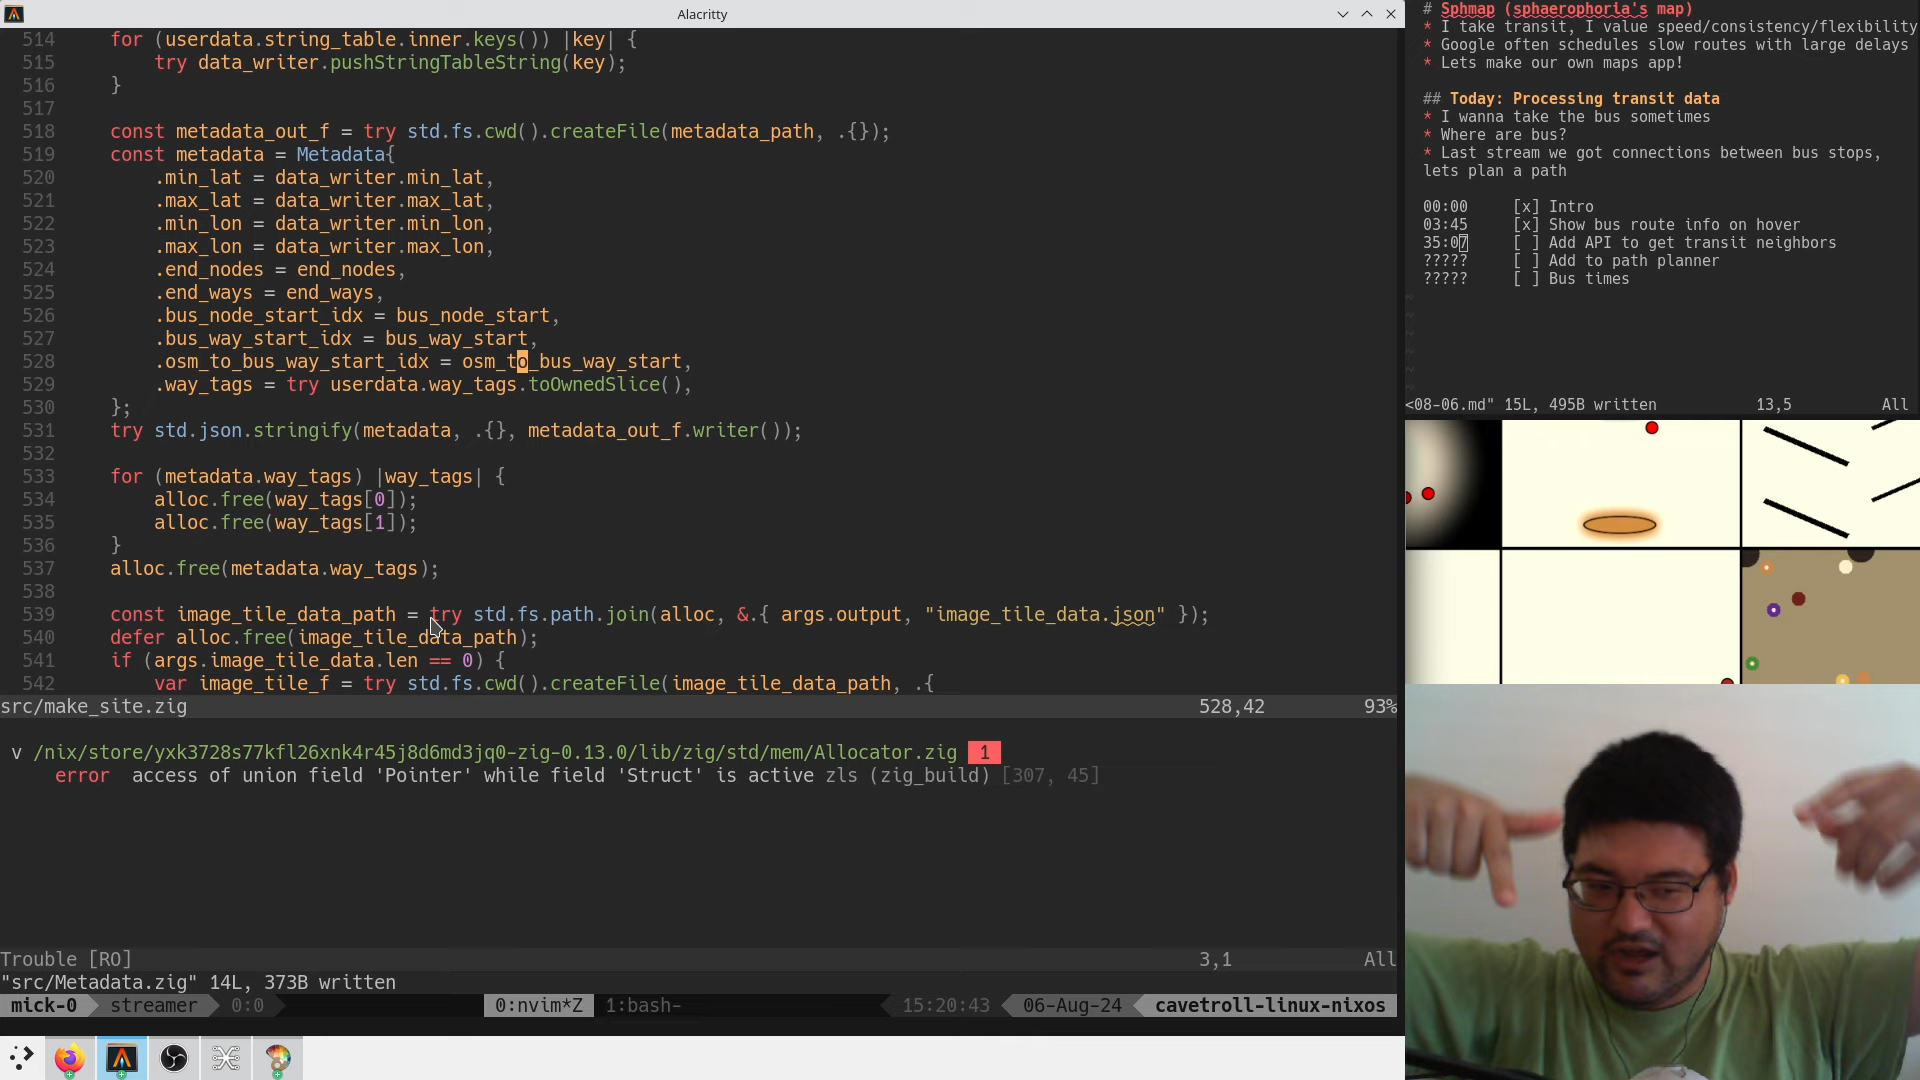 Alacritty
514 for (userdata.string_table.inner.keys()) |key| {
515 try data_writer.pushStringTableString(key);
516 }
517
518 const metadata_out_f = try std.fs.cwd().createFile(metadata_path, .{});
519 const metadata = Metadata{
520 .min_lat = data_writer.min_lat,
521 .max_lat = data_writer.max_lat,
522 .min_lon = data_writer.min_lon,
523 .max_lon = data_writer.max_lon,
524 .end_nodes = end_nodes,
525 .end_ways = end_ways,
526 .bus_node_start_idx = bus_node_start,
527 .bus_way_start_idx = bus_way_start,
528 .osm_to_bus_way_start_idx = osm_to_bus_way_start,
529 .way_tags = try userdata.way_tags.toOwnedSlice(),
530 };
531 try std.json.stringify(metadata, .{}, metadata_out_f.writer());
532
533 for (metadata.way_tags) |way_tags| {
534 alloc.free(way_tags[0]);
535 alloc.free(way_tags[1]);
536 }
537 alloc.free(metadata.way_tags);
538
539 const image_tile_data_path = try std.fs.path.join(alloc, &.{ args.output, "image_tile_data.json" });
540 defer alloc.free(image_tile_data_path);
541 if (args.image_tile_data.len == 0) {
542 var image_tile_f = try std.fs.cwd().createFile(image_tile_data_path, .{
src/make_site.zig 528,42 93%
v /nix/store/yxk3728s77kfl26xnk4r45j8d6md3jq0-zig-0.13.0/lib/zig/std/mem/Allocator.zig 1
error access of union field 'Pointer' while field 'Struct' is active zls (zig_build) [307, 45]
Trouble [RO] 3,1 All
"src/Metadata.zig" 14L, 373B written
mick-0 streamer 0:0 0:nvim*Z 1:bash- 15:20:43 06-Aug-24 cavetroll-linux-nixos
# Sphmap (sphaerophoria's map)
* I take transit, I value speed/consistency/flexibility
* Google often schedules slow routes with large delays
* Lets make our own maps app!
## Today: Processing transit data
* I wanna take the bus sometimes
* Where are bus?
* Last stream we got connections between bus stops,
lets plan a path
00:00 [x] Intro
03:45 [x] Show bus route info on hover
35:07 [ ] Add API to get transit neighbors
????? [ ] Add to path planner
????? [ ] Bus times
~
~
~
~
~
~
<08-06.md" 15L, 495B written 13,5 All